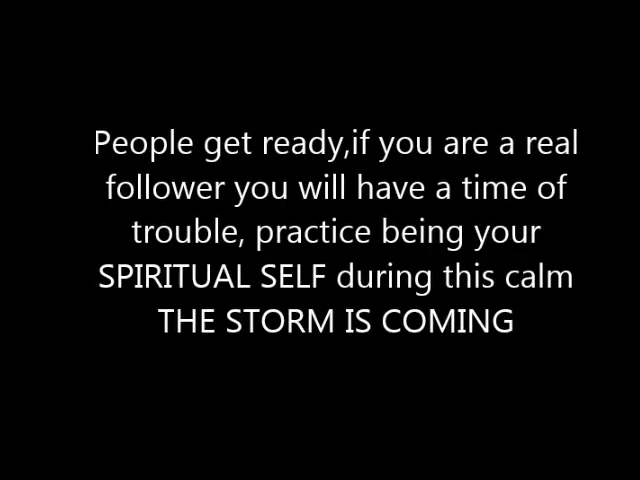 People get ready,if you are a real
follower you will have a time of
trouble, practice being your
SPIRITUAL SELF during this calm
THE STORM IS COMING